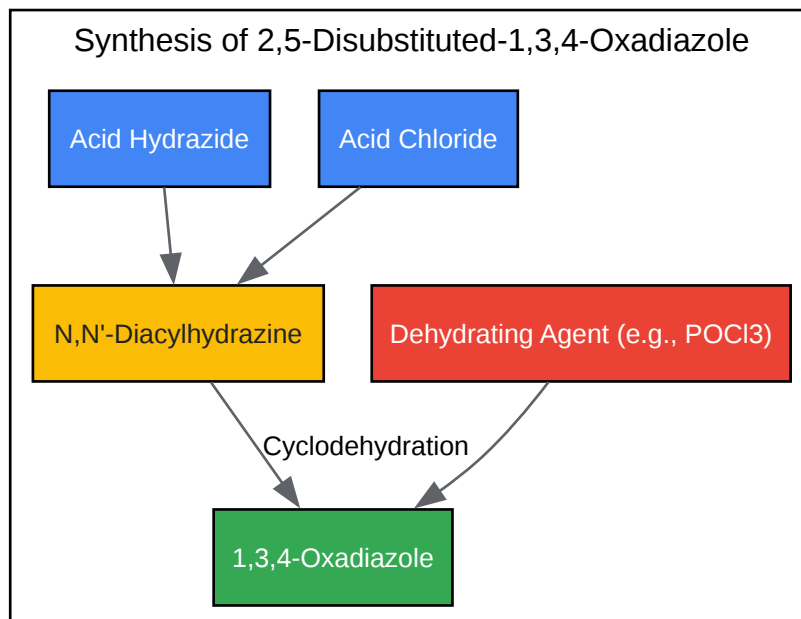 Synthesis of 2,5-Disubstituted-1,3,4-Oxadiazole
Acid Hydrazide
Acid Chloride
N,N'-Diacylhydrazine
Dehydrating Agent (e.g., POCl3)
Cyclodehydration
1,3,4-Oxadiazole